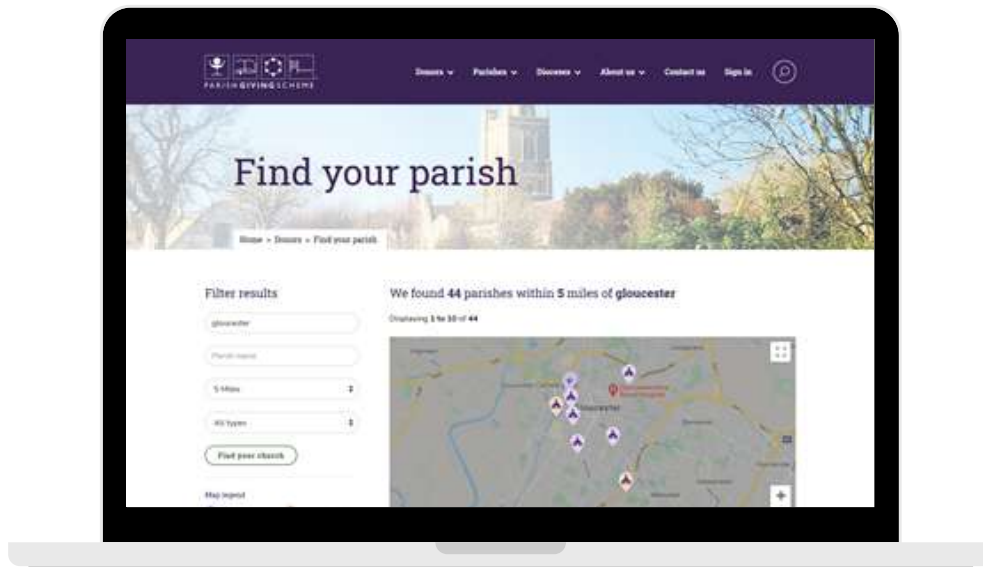 PARISH GIVING SCHEME
Donors
Parishes
Dioceses
About us
Contact us
Sign in
Find your parish
Home » Donors » Find your parish
Filter results
gloucester
Parish name
5 Miles
All types
Find your church
Map legend
We found 44 parishes within 5 miles of gloucester
Displaying 1 to 10 of 44
Gloucester